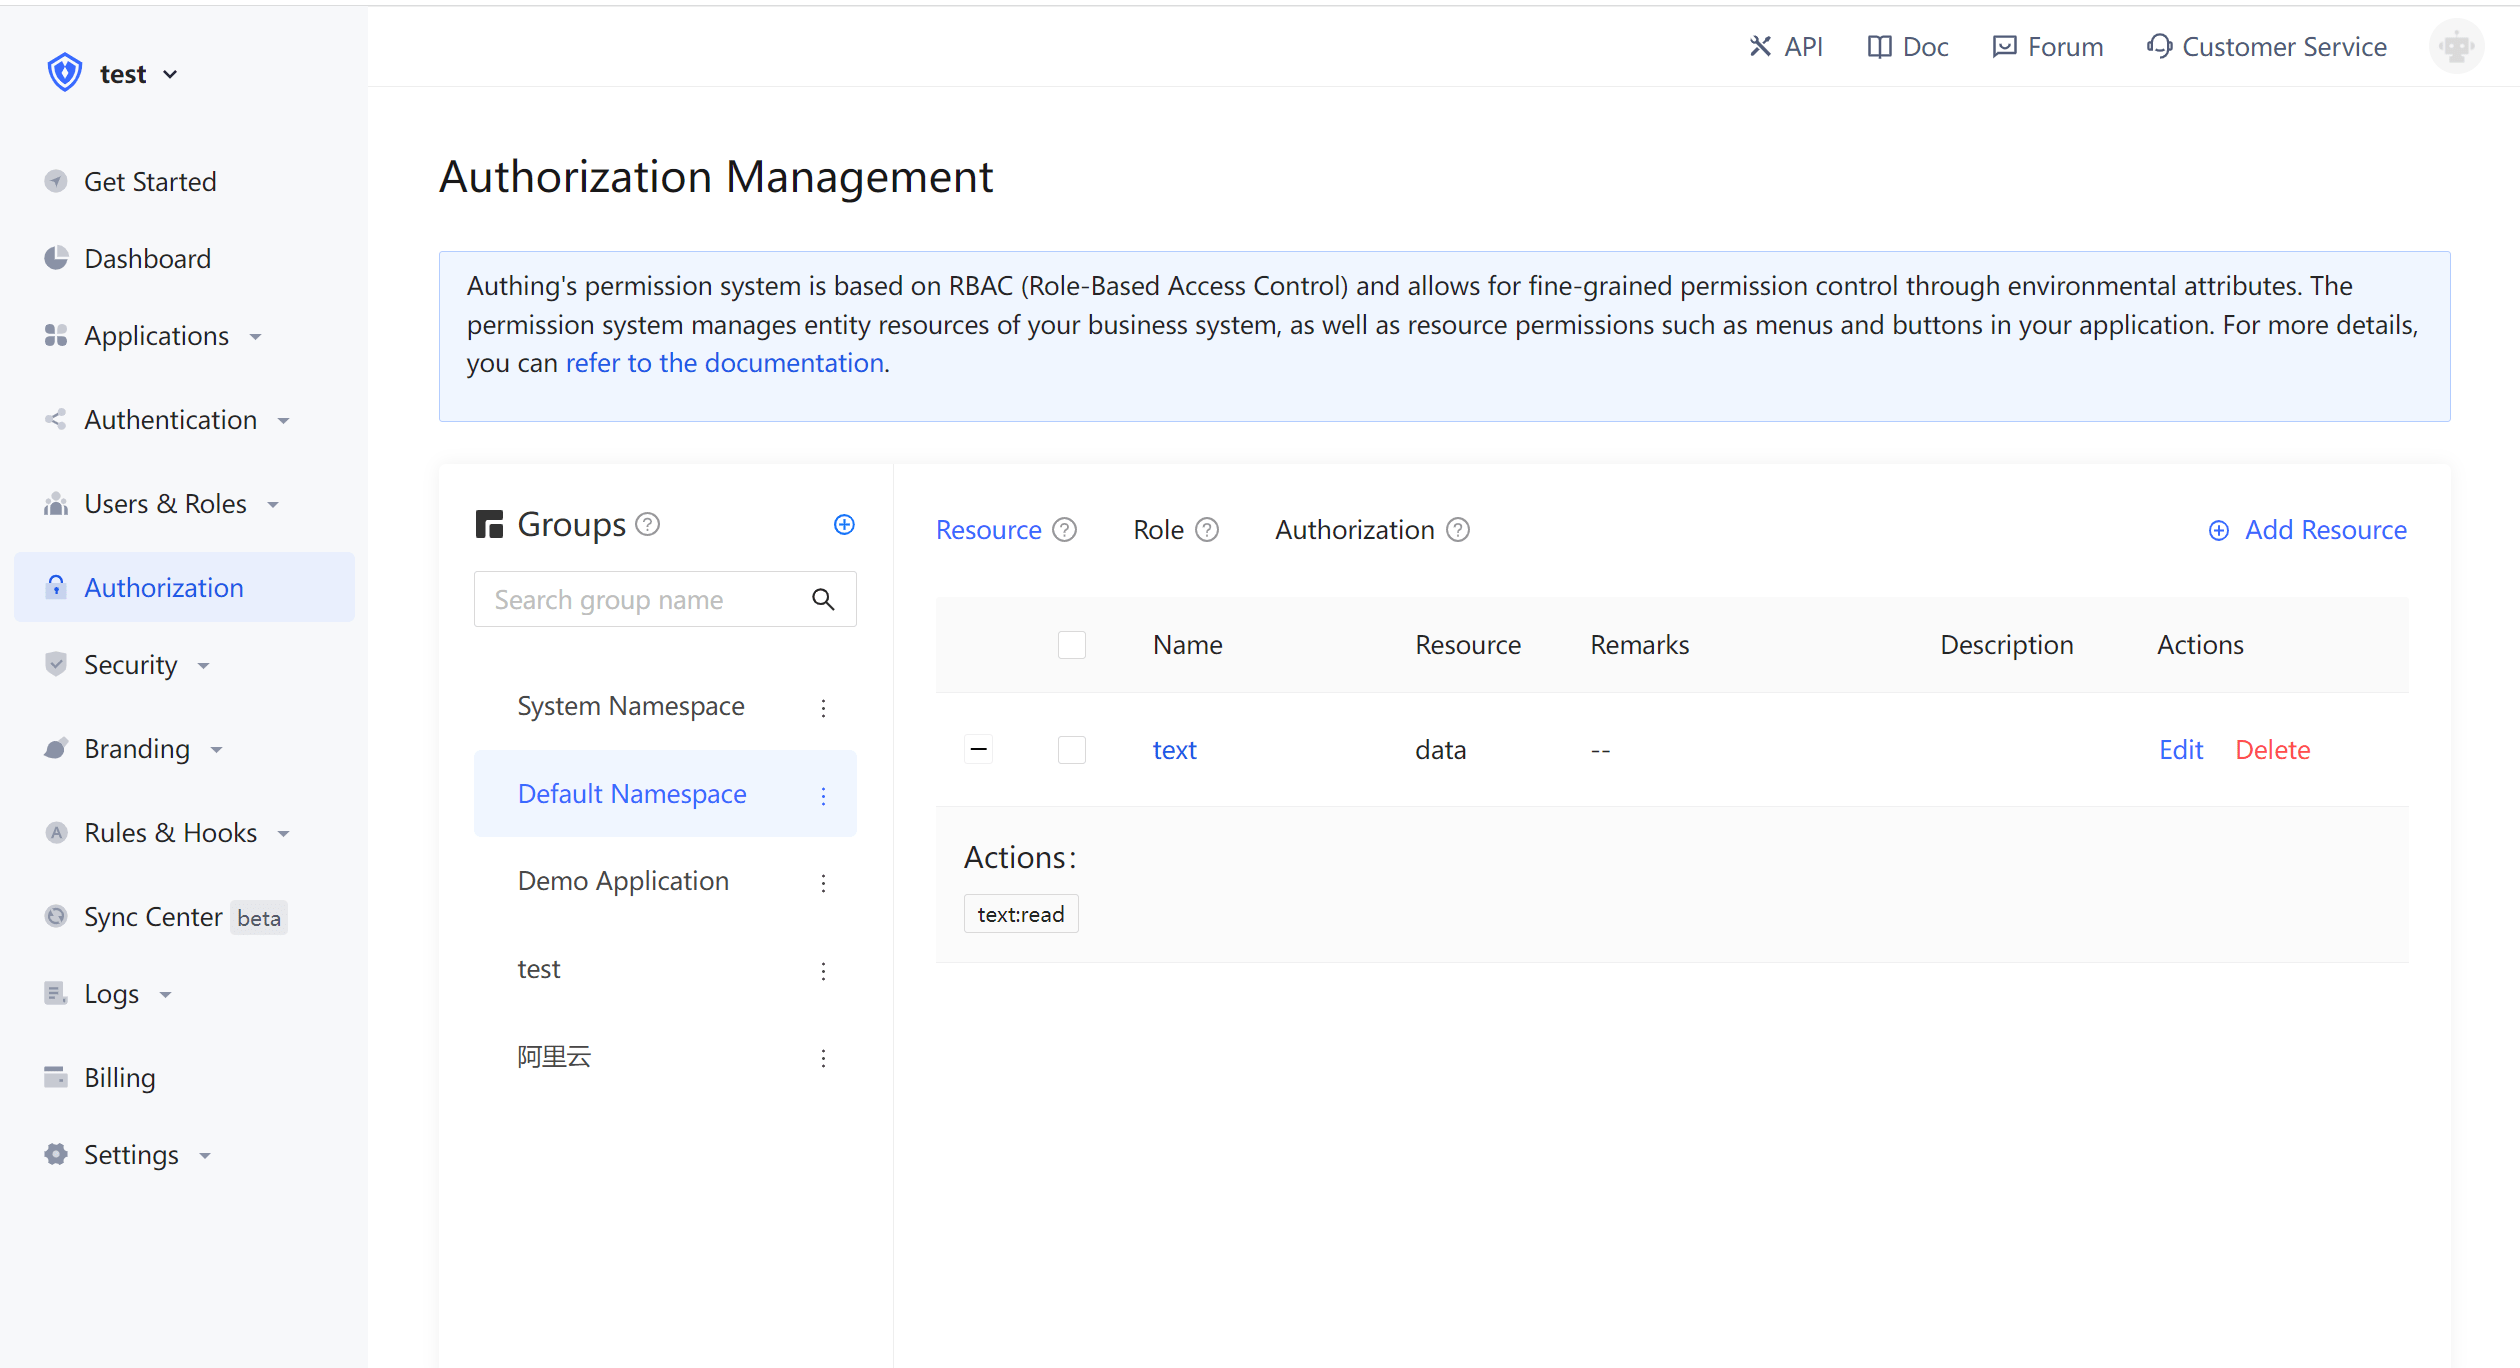 test
API
Doc
Forum
Customer Service
Get Started
Dashboard
Applications
Authentication
Users & Roles
Authorization
Security
Branding
Rules & Hooks
Sync Center beta
Logs
Billing
Settings
Authorization Management
Authing's permission system is based on RBAC (Role-Based Access Control) and allows for fine-grained permission control through environmental attributes. The
permission system manages entity resources of your business system, as well as resource permissions such as menus and buttons in your application. For more details,
you can refer to the documentation.
Groups
Search group name
System Namespace
Default Namespace
Demo Application
test
阿里云
Resource Role Authorization Add Resource
Name Resource Remarks Description Actions
text data -- Edit Delete
Actions:
text:read